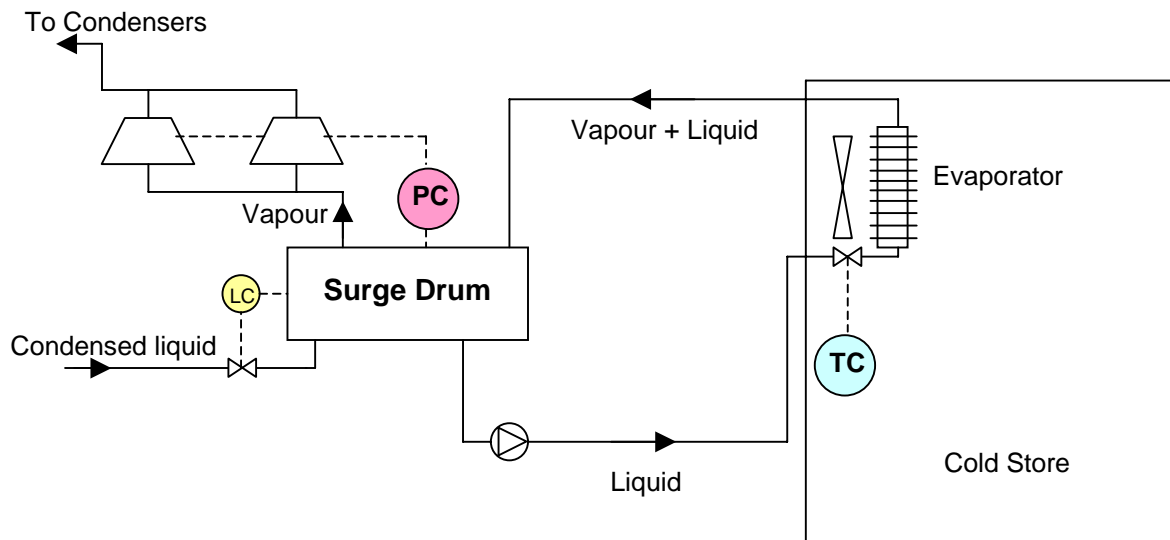 To Condensers
Vapour + Liquid
Evaporator
PC
Vapour
Surge Drum
LC
Condensed liquid
TC
Liquid
Cold Store